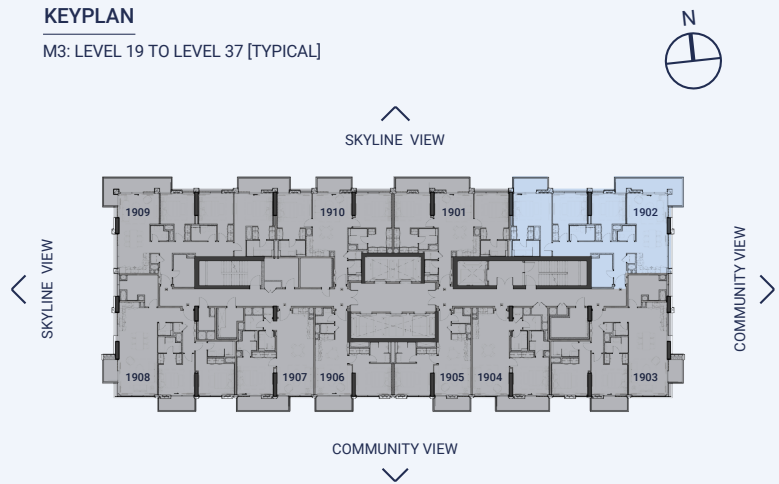 KEYPLAN
M3: LEVEL 19 TO LEVEL 37 [TYPICAL]
N
SKYLINE VIEW
1909
1910
1901
1902
SKYLINE VIEW
COMMUNITY VIEW
1908
1907
1906
1905
1904
1903
COMMUNITY VIEW